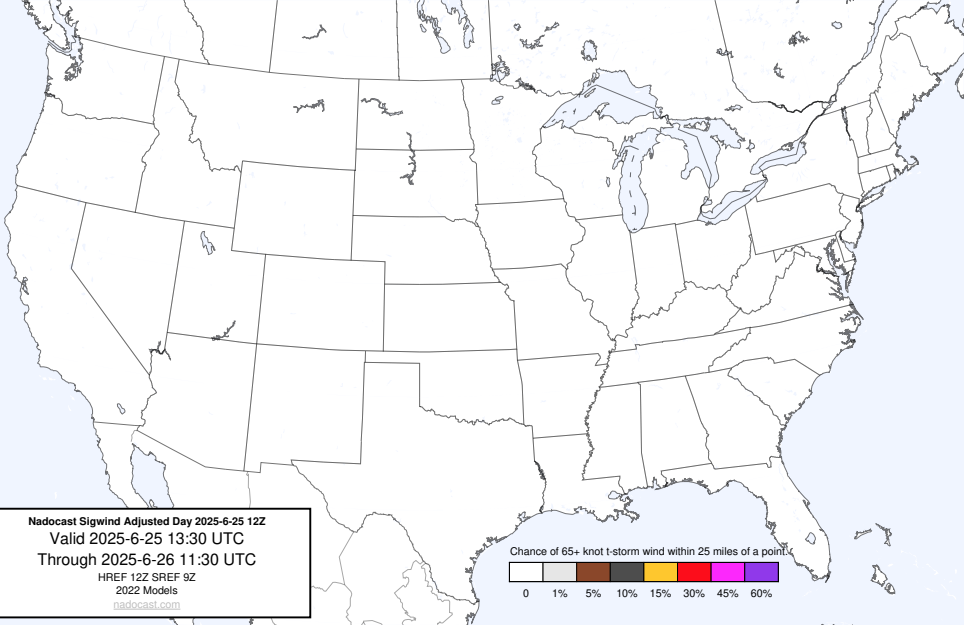 Nadocast Sigwind Adjusted Day 2025-6-25 12Z
Valid 2025-6-25 13:30 UTC
Through 2025-6-26 11:30 UTC
HREF 12Z SREF 9Z
2022 Models
nadocast.com
Chance of 65+ knot t-storm wind within 25 miles of a point.
0 1% 5% 10% 15% 30% 45% 60%